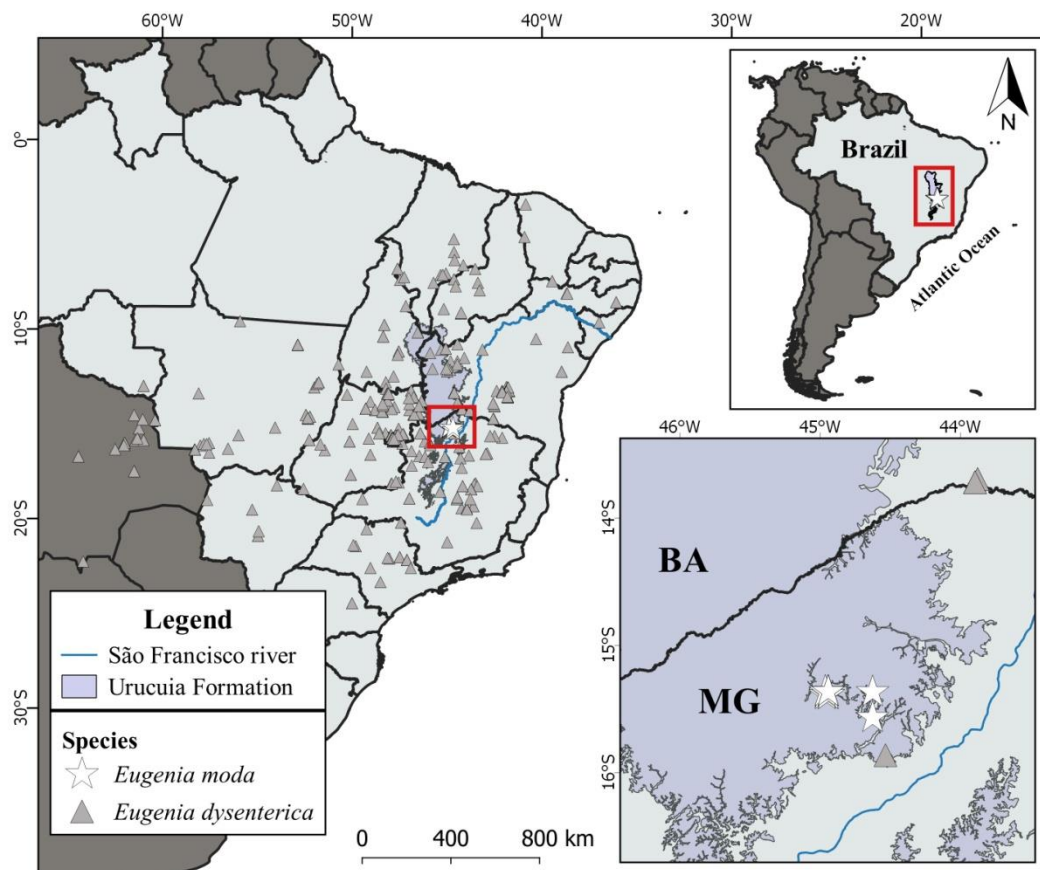 60°W
50°W
40°W
30°W
20°W
0°
10°S
20°S
30°S
N
Brazil
Atlantic Ocean
46°W
45°W
44°W
14°S
15°S
16°S
BA
MG
Legend
São Francisco river
Urucuia Formation
Species
Eugenia moda
Eugenia dysenterica
0 400 800 km